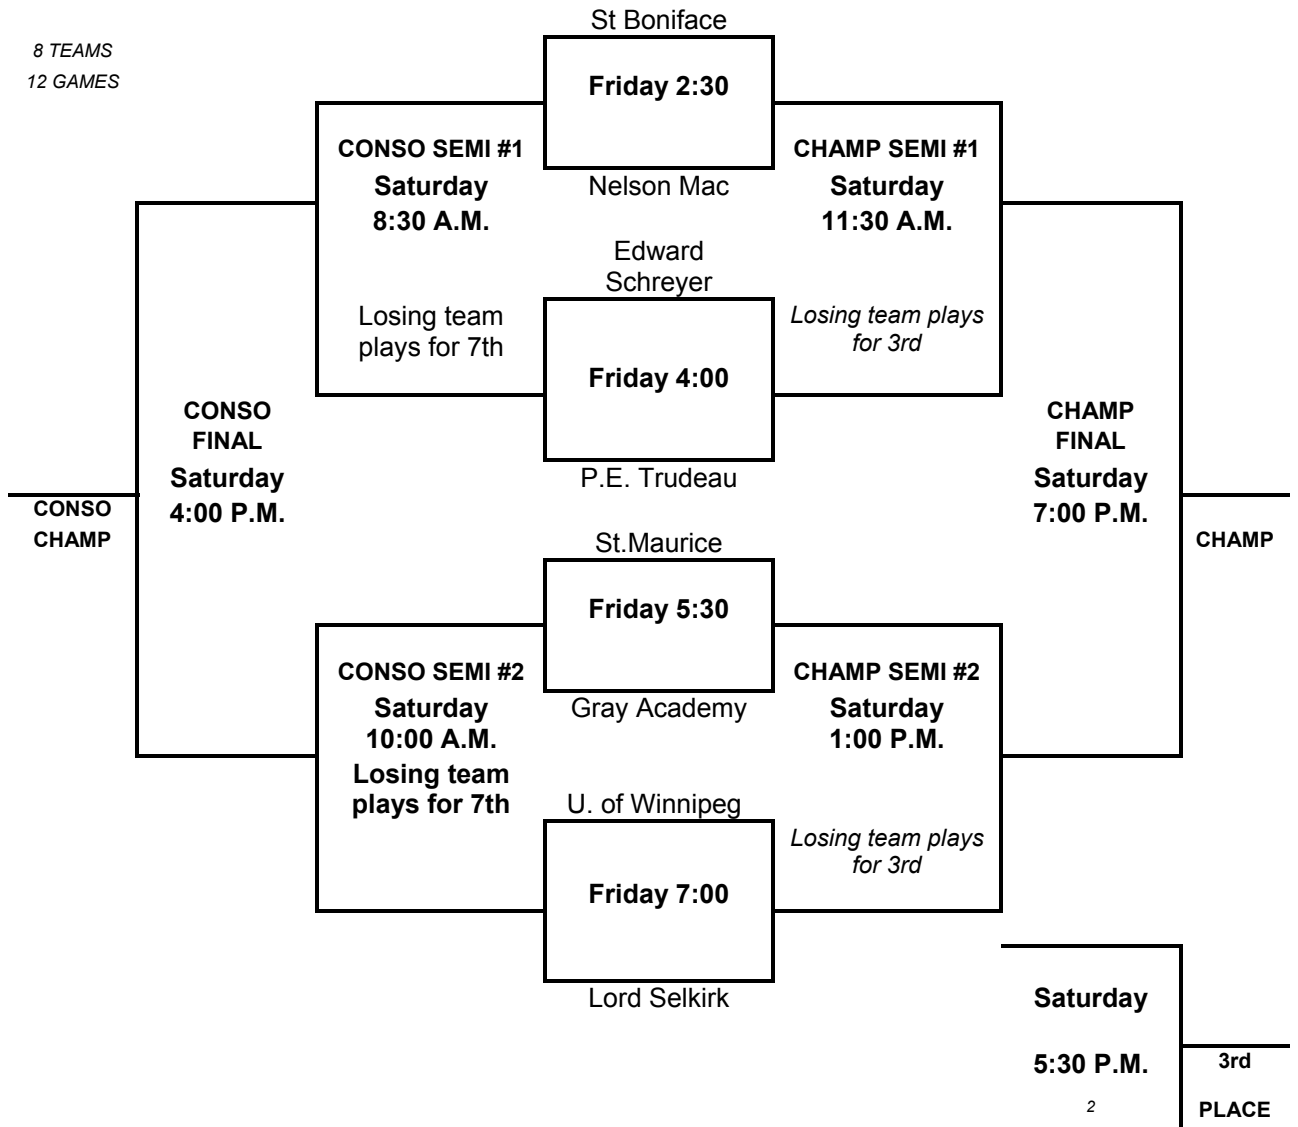 St Boniface
8 TEAMS
12 GAMES
Friday 2:30
CONSO SEMI #1
Saturday
8:30 A.M.
Nelson Mac
CHAMP SEMI #1
Saturday
11:30 A.M.
Edward
Schreyer
Losing team
plays for 7th
Losing team plays
for 3rd
Friday 4:00
CONSO
FINAL
Saturday
4:00 P.M.
CHAMP
FINAL
Saturday
7:00 P.M.
P.E. Trudeau
CONSO
CHAMP
CHAMP
St.Maurice
Friday 5:30
CONSO SEMI #2
Saturday
10:00 A.M.
Losing team
plays for 7th
Gray Academy
CHAMP SEMI #2
Saturday
1:00 P.M.
U. of Winnipeg
Losing team plays
for 3rd
Friday 7:00
Lord Selkirk
Saturday
5:30 P.M.
2
3rd
PLACE